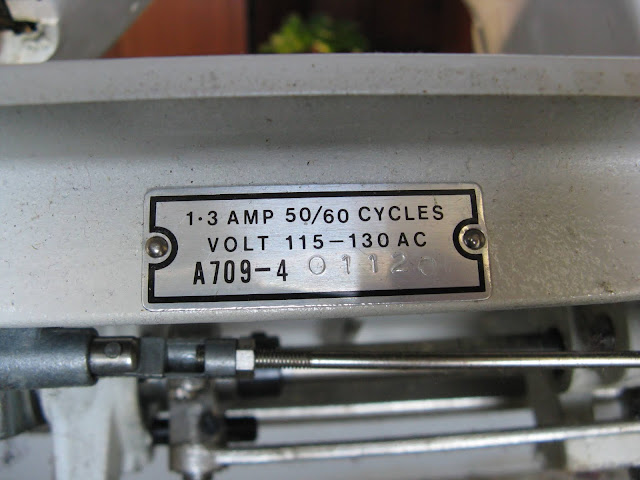 1·3 AMP 50/60 CYCLES
VOLT 115-130 AC
A709-4